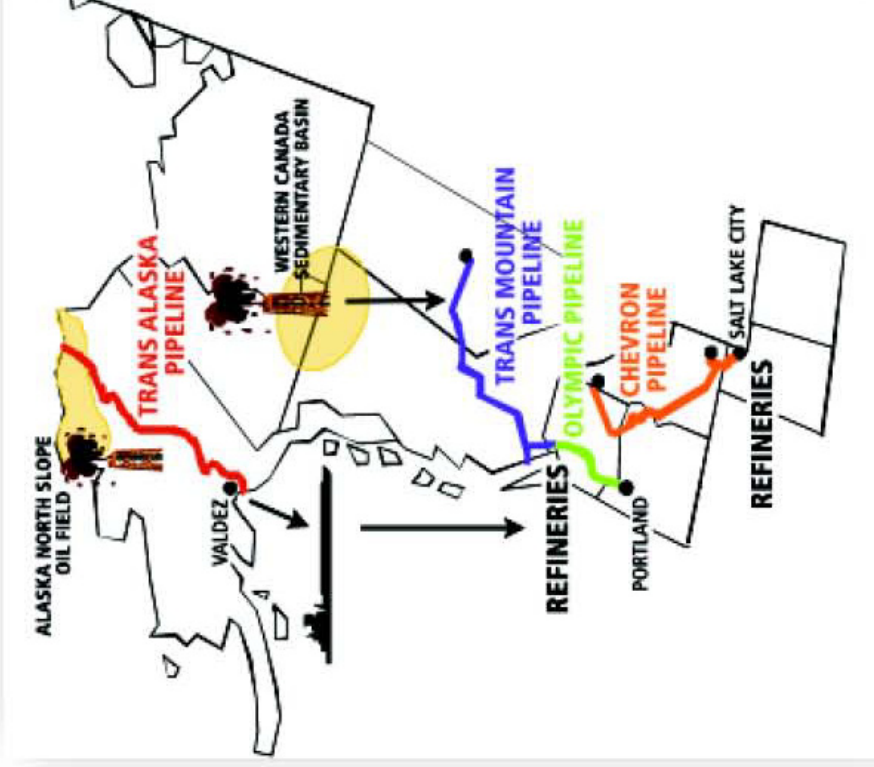 ALASKA NORTH SLOPE
OIL FIELD
TRANS ALASKA
PIPELINE
VALDEZ
WESTERN CANADA
SEDIMENTARY BASIN
TRANS MOUNTAIN
PIPELINE
OLYMPIC PIPELINE
REFINERIES
PORTLAND
CHEVRON
PIPELINE
SALT LAKE CITY
REFINERIES